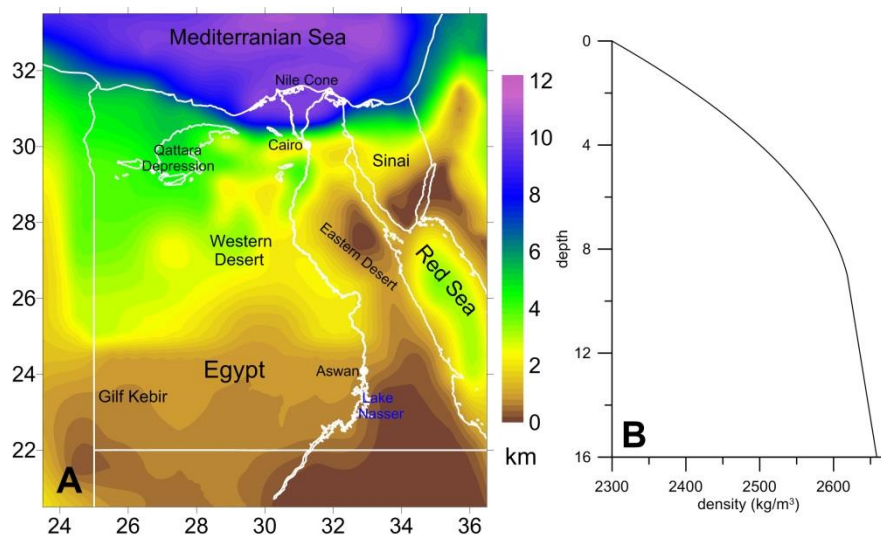 Mediterranean Sea
Nile Cone
Cairo
Qattara
Depression
Sinai
Western
Desert
Eastern Desert
Red Sea
Egypt
Aswan
Gilf Kebir
Lake
Nasser
A
32
30
28
26
24
22
24 26 28 30 32 34 36
12
10
8
6
4
2
0
km
0
4
8
12
16
depth
B
2300 2400 2500 2600
density (kg/m³)